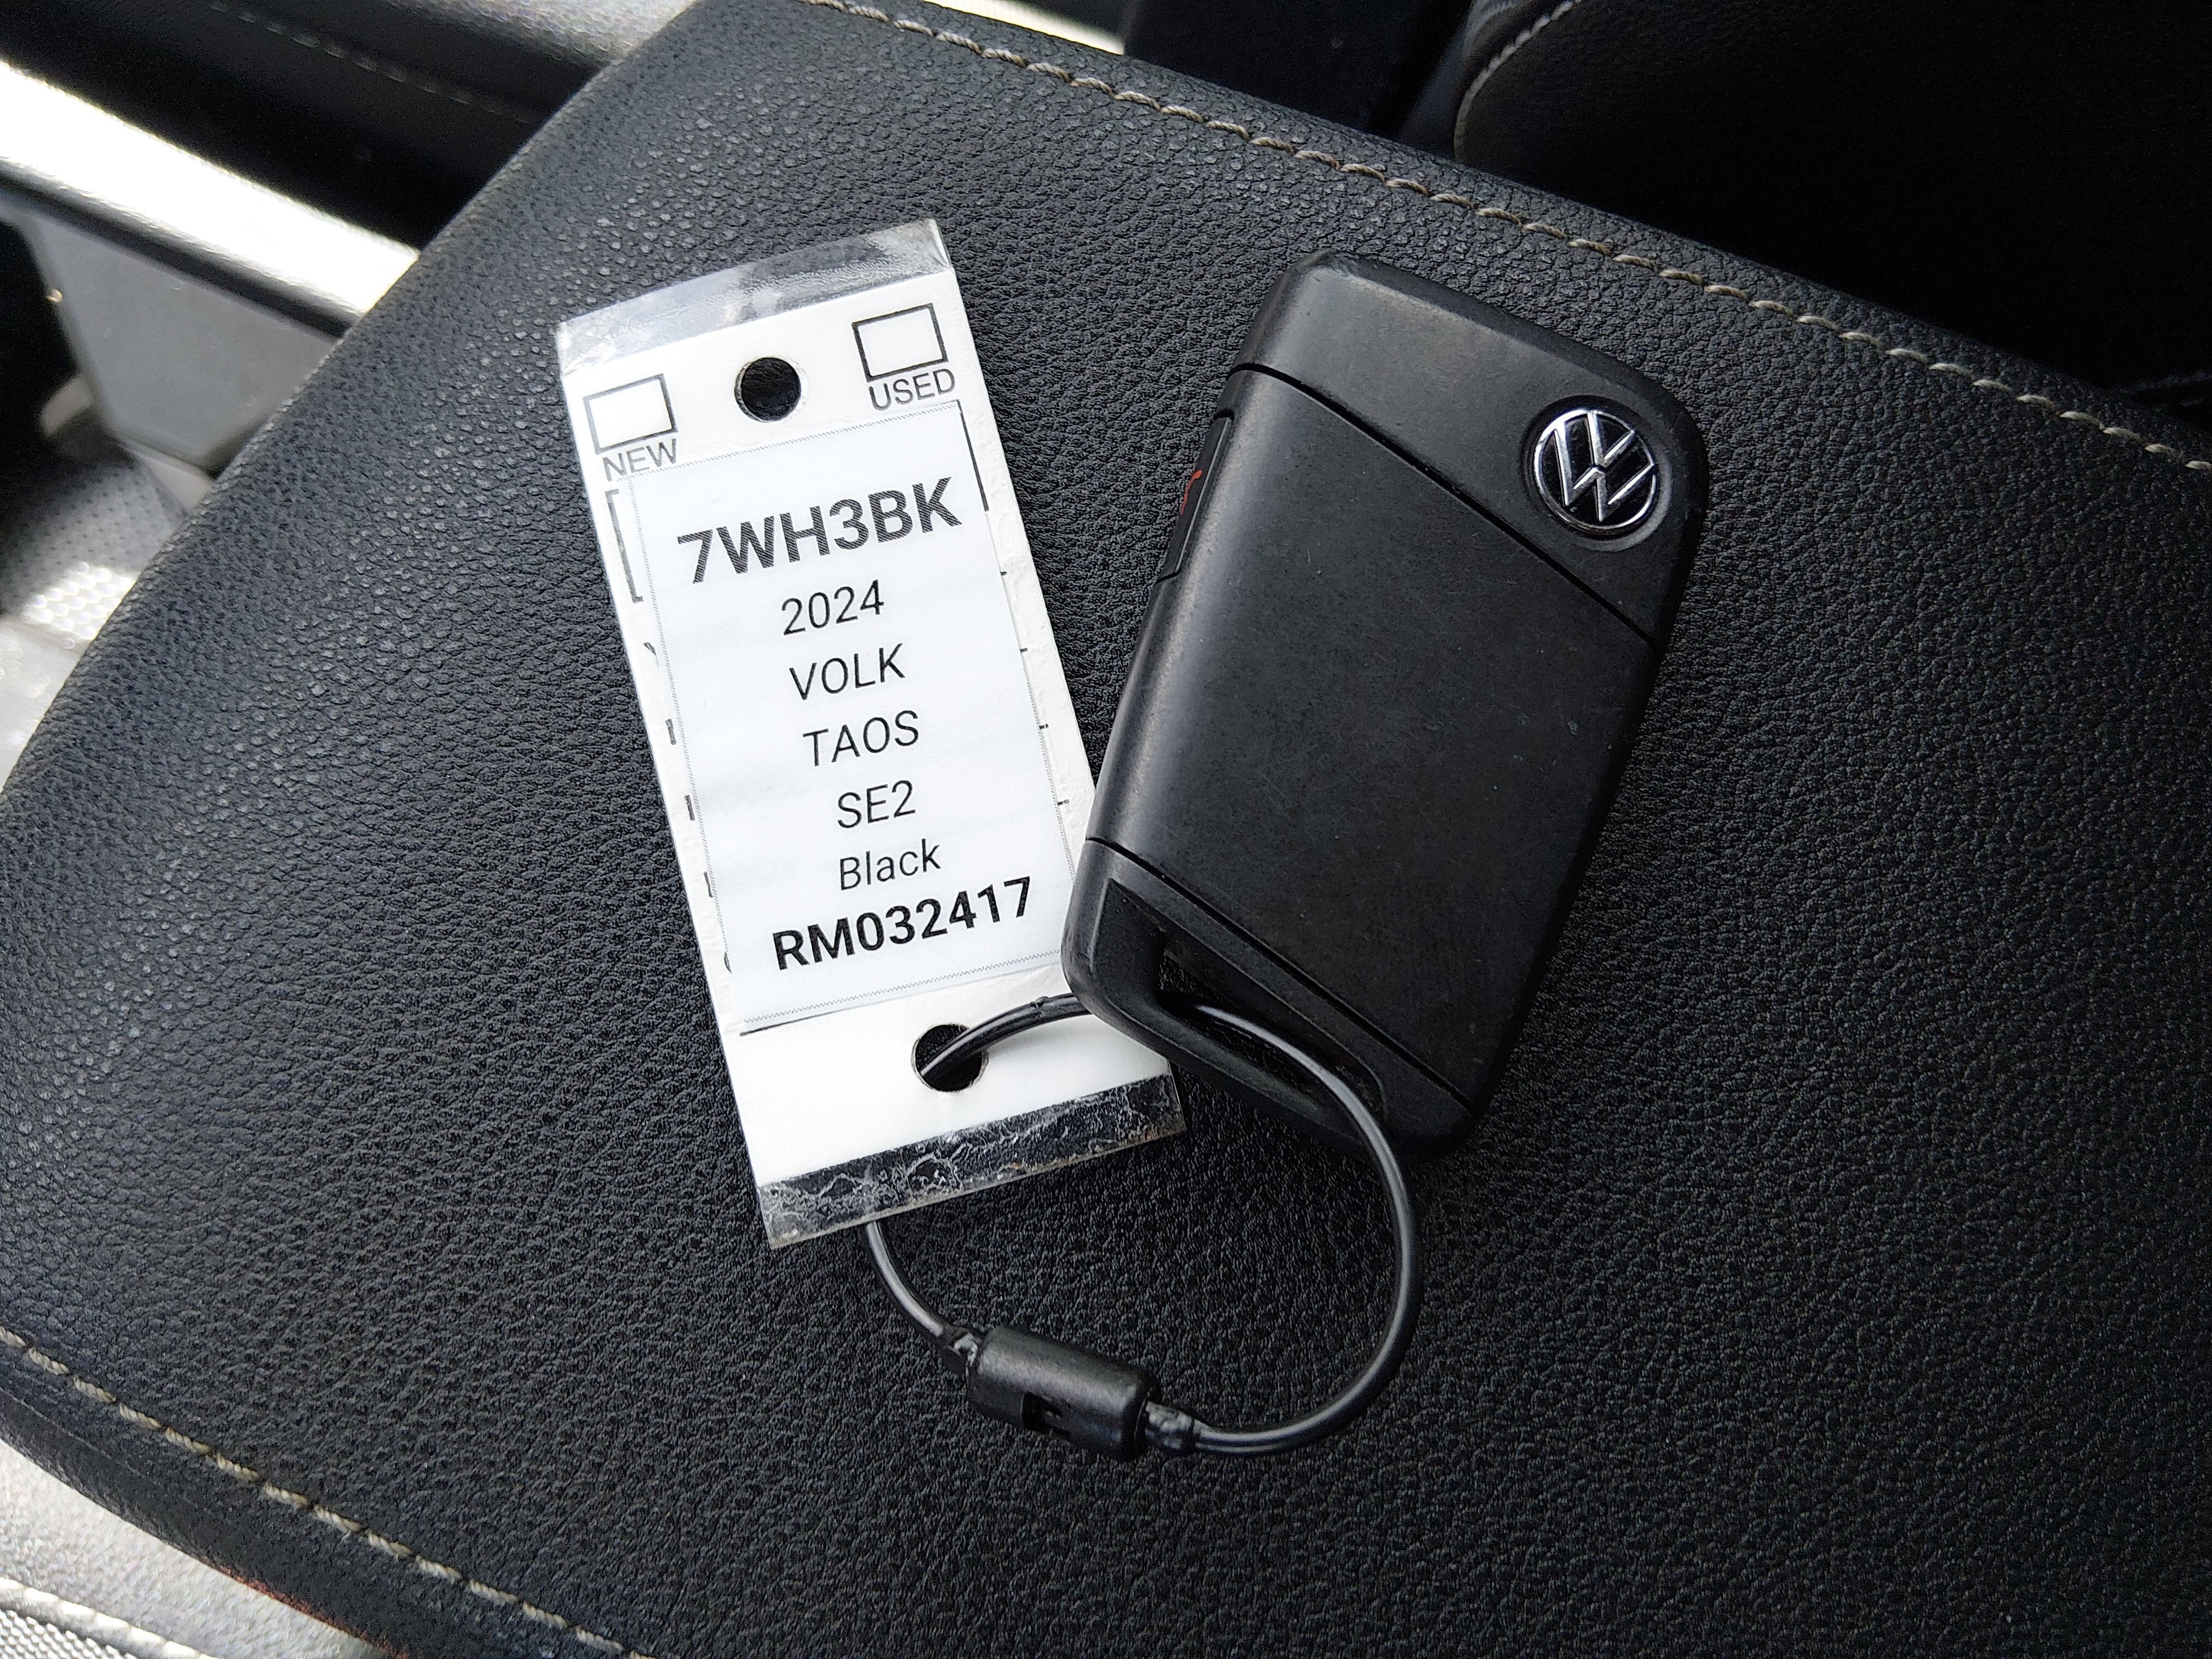 NEW
USED
7WH3BK
2024
VOLK
TAOS
SE2
Black
RM032417